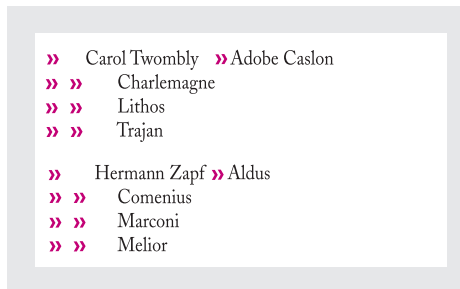 » Carol Twombly » Adobe Caslon
» » Charlemagne
» » Lithos
» » Trajan
» Hermann Zapf » Aldus
» » Comenius
» » Marconi
» » Melior